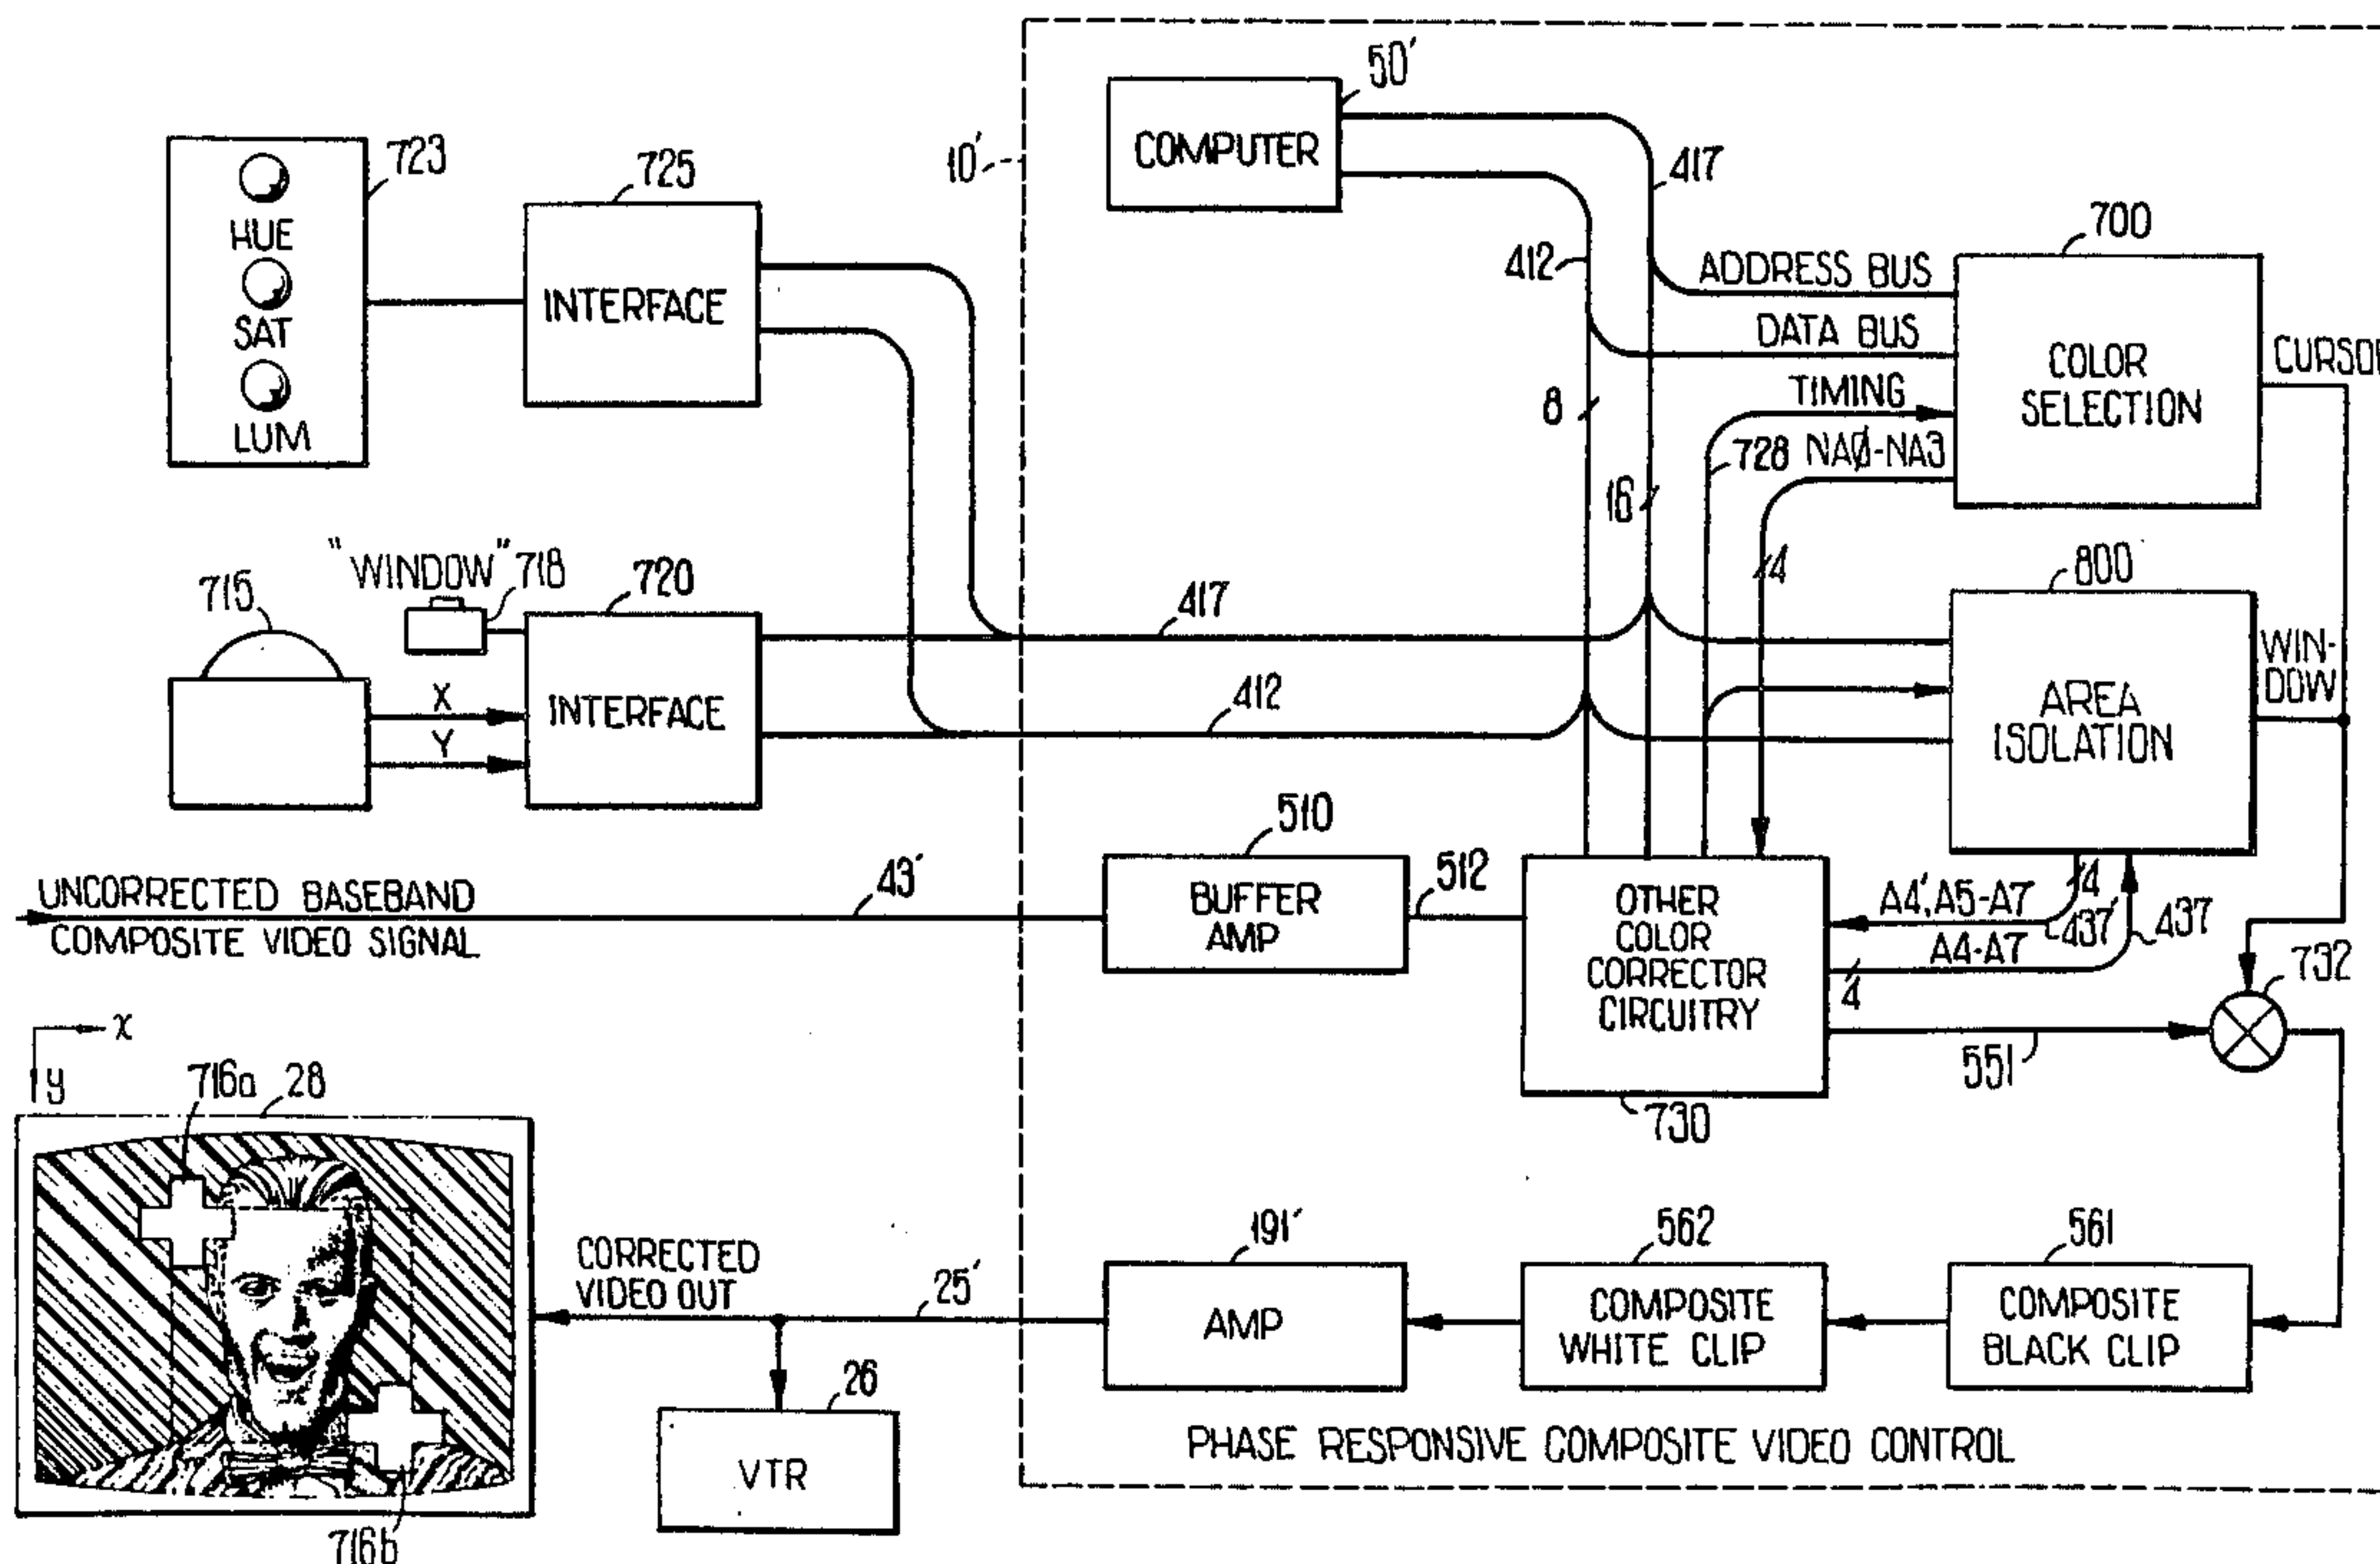 50'
COMPUTER
10'
417
723
HUE
SAT
LUM
725
INTERFACE
412
ADDRESS BUS
700
DATA BUS
COLOR
SELECTION
TIMING
728 NAØ-NA3
8
16
4
"WINDOW" 718
715
720
INTERFACE
X
Y
417
412
800
AREA
ISOLATION
WIN-
DOW
UNCORRECTED BASEBAND
COMPOSITE VIDEO SIGNAL
43'
510
BUFFER
AMP
512
OTHER
COLOR
CORRECTOR
CIRCUITRY
730
A4', A5-A7
4
437'
437
A4-A7
4
551
732
x
y
716a
28
716b
CORRECTED
VIDEO OUT
25'
26
VTR
191'
AMP
562
COMPOSITE
WHITE CLIP
561
COMPOSITE
BLACK CLIP
PHASE RESPONSIVE COMPOSITE VIDEO CONTROL